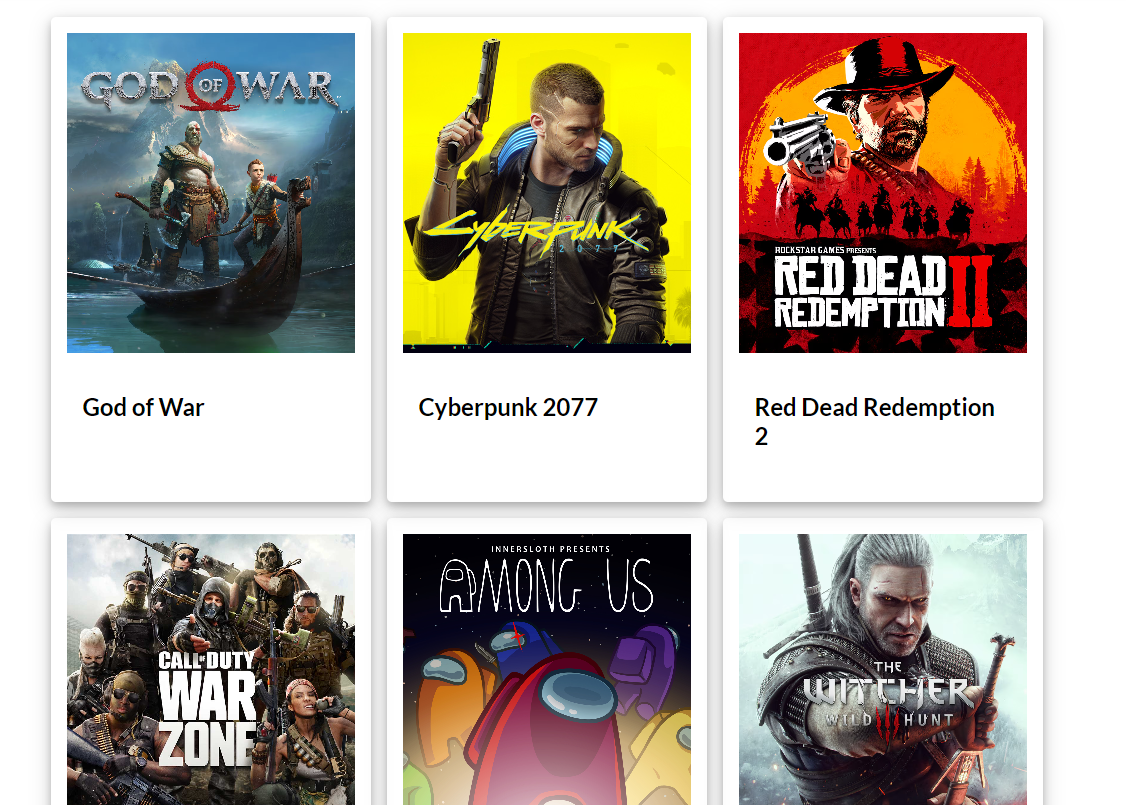 GOD OF WAR
CYBERPUNK
2077
ROCKSTAR GAMES PRESENTS
RED DEAD
REDEMPTION II
God of War
Cyberpunk 2077
Red Dead Redemption
2
CALL OF DUTY
WAR
ZONE
INNERSLOTH PRESENTS
AMONG US
THE
WITCHER
WILD III HUNT